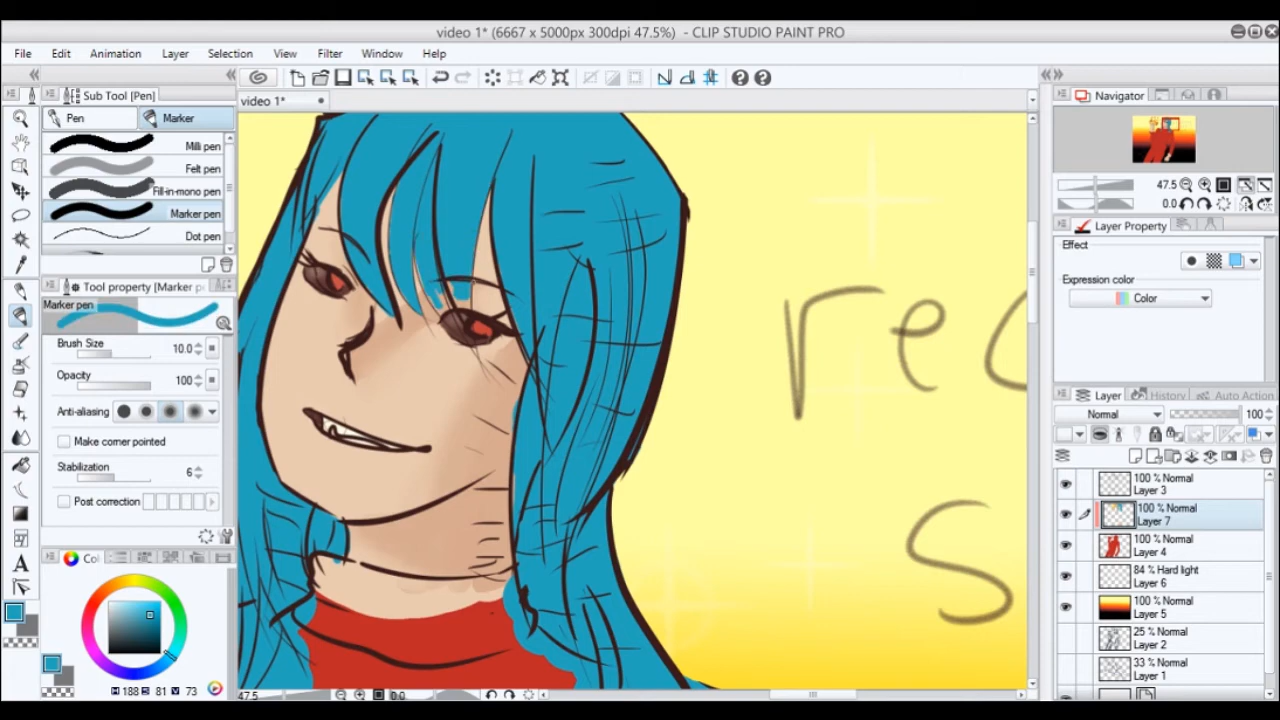 video 1* (6667 x 5000px 300dpi 47.5%) - CLIP STUDIO PAINT PRO
File Edit Animation Layer Selection View Filter Window Help
Sub Tool [Pen]
video 1*
Navigator
Pen Marker
Milli pen
Felt pen
Fill-in-mono pen
Marker pen
Dot pen
47.5
0.0
Layer Property
Effect
Expression color
Color
Tool property [Marker p
Marker pen
Brush Size 10.0
Opacity 100
Anti-aliasing
Make corner pointed
Stabilization 6
Post correction
rec
s
Layer History Auto Action
Normal 100
100 % Normal
Layer 3
100 % Normal
Layer 7
100 % Normal
Layer 4
84 % Hard light
Layer 6
100 % Normal
Layer 5
25 % Normal
Layer 2
33 % Normal
Layer 1
Col
H 188 S 81 V 73
47.5 0.0